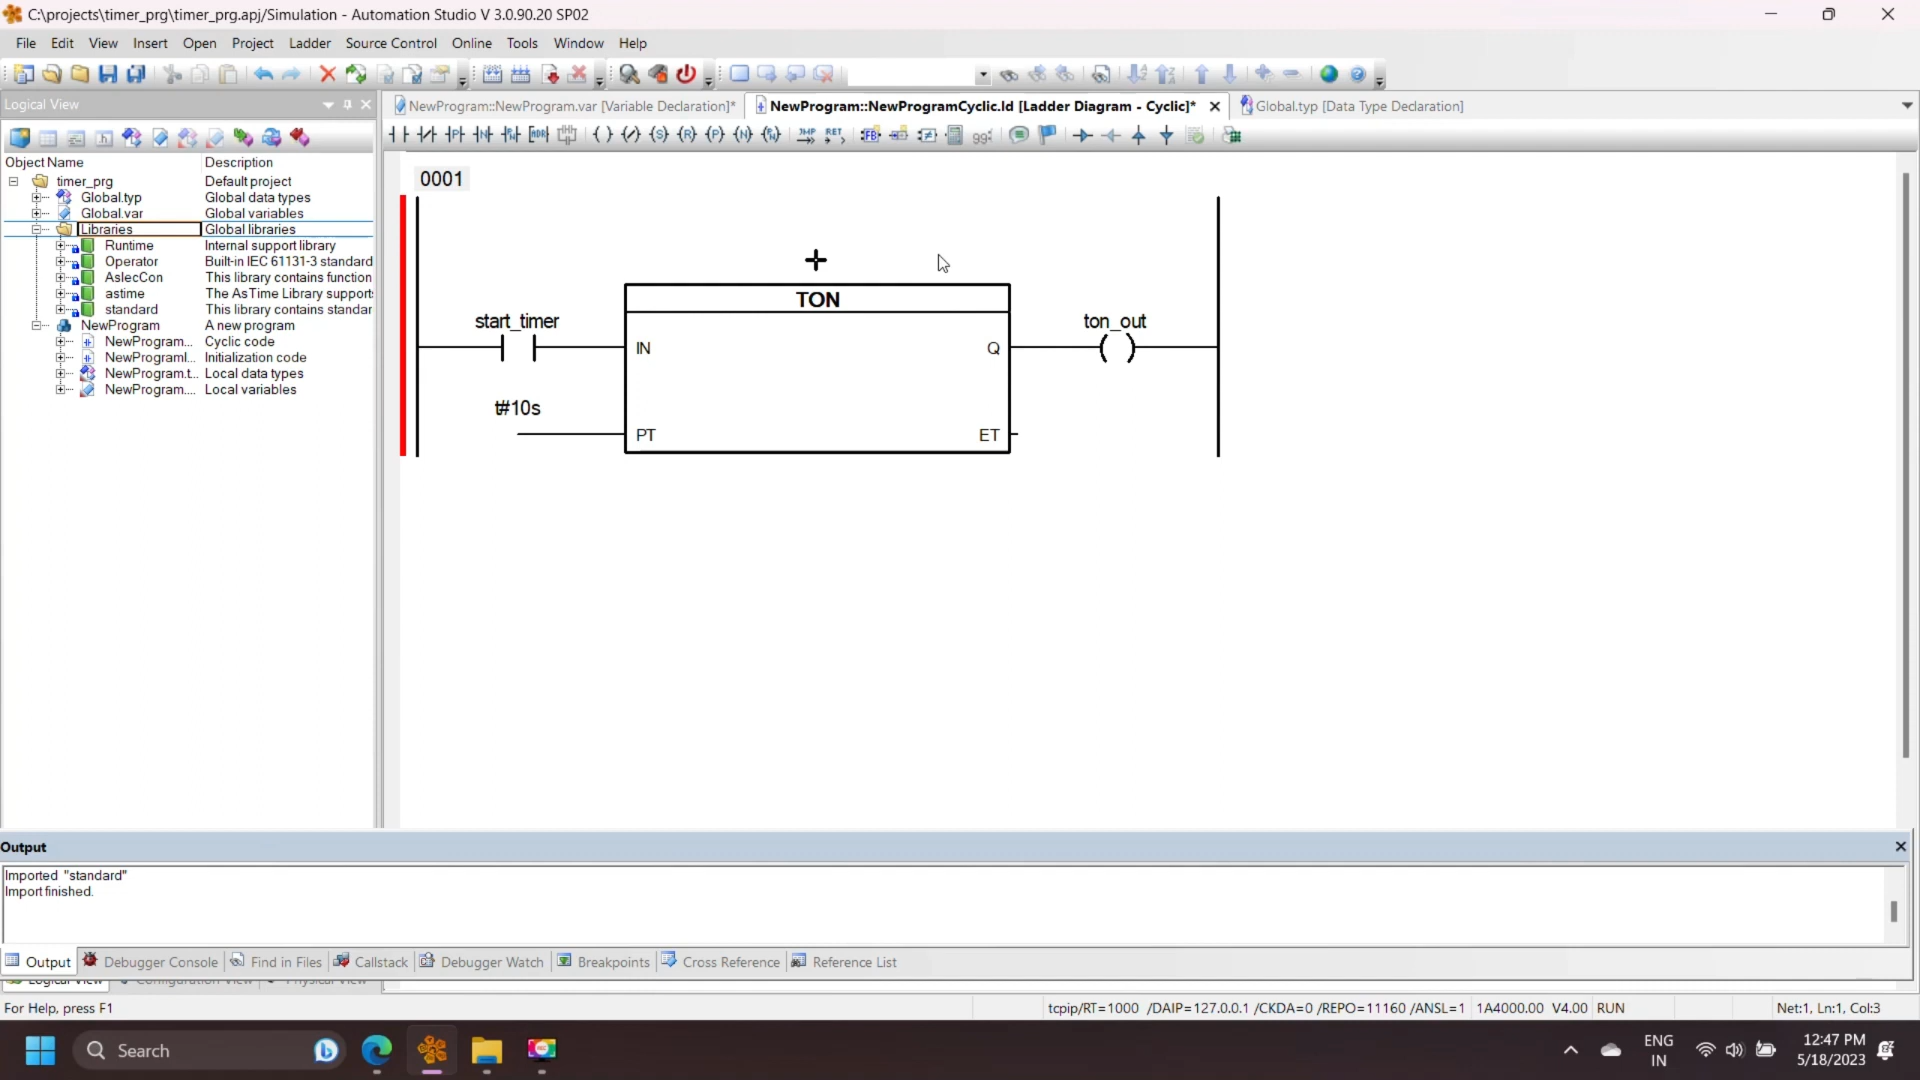 C:\projects\timer_prg\timer_prg.apj/Simulation - Automation Studio V 3.0.90.20 SP02
File Edit View Insert Open Project Ladder Source Control Online Tools Window Help
Logical View
NewProgram::NewProgram.var [Variable Declaration]*
NewProgram::NewProgramCyclic.ld [Ladder Diagram - Cyclic]*
Global.typ [Data Type Declaration]
Object Name Description
timer_prg Default project
Global.typ Global data types
Global.var Global variables
Libraries Global libraries
Runtime Internal support library
Operator Built-in IEC 61131-3 standard
AslecCon This library contains function
astime The AsTime Library supports
standard This library contains standar
NewProgram A new program
NewProgram... Cyclic code
NewProgramI... Initialization code
NewProgram.t... Local data types
NewProgram.... Local variables
0001
TON
start_timer
ton_out
IN Q
t#10s
PT ET
Output
Imported "standard"
Import finished.
Output Debugger Console Find in Files Callstack Debugger Watch Breakpoints Cross Reference Reference List
Logical View Configuration View Physical View
For Help, press F1
tcpip/RT=1000 /DAIP=127.0.0.1 /CKDA=0 /REPO=11160 /ANSL=1 1A4000.00 V4.00 RUN
Net:1, Ln:1, Col:3
Search
ENG
IN
12:47 PM
5/18/2023